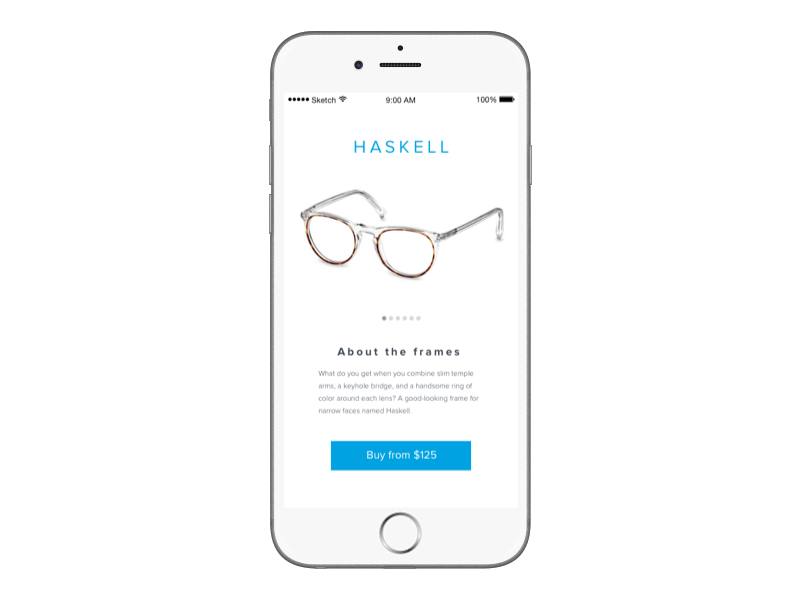 Sketch 9:00 AM 100%
HASKELL
About the frames
What do you get when you combine slim temple
arms, a keyhole bridge, and a handsome ring of
color around each lens? A good-looking frame for
narrow faces named Haskell.
Buy from $125